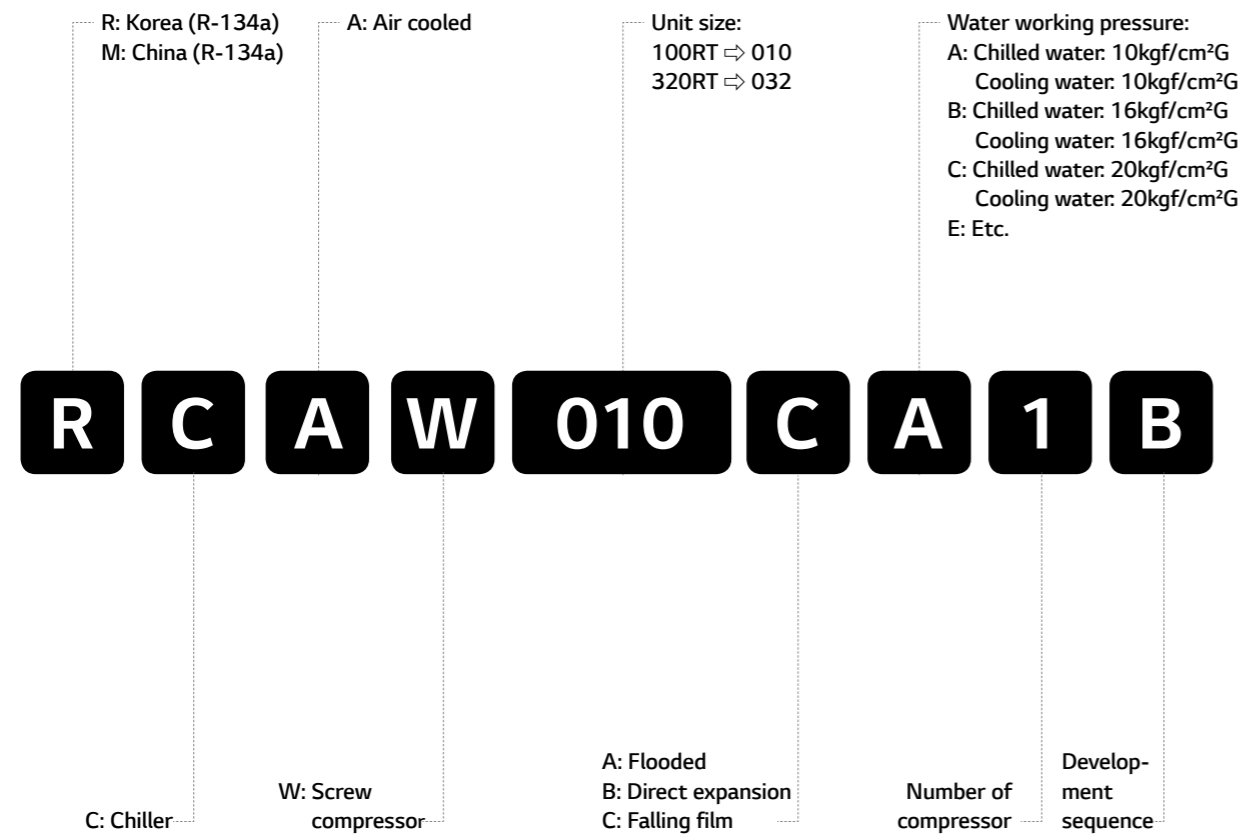 R: Korea (R-134a)
M: China (R-134a)
A: Air cooled
Unit size:
100RT ⇨ 010
320RT ⇨ 032
Water working pressure:
A: Chilled water: 10kgf/cm²G
Cooling water: 10kgf/cm²G
B: Chilled water: 16kgf/cm²G
Cooling water: 16kgf/cm²G
C: Chilled water: 20kgf/cm²G
Cooling water: 20kgf/cm²G
E: Etc.
R C A W 010 C A 1 B
C: Chiller
W: Screw
compressor
A: Flooded
B: Direct expansion
C: Falling film
Number of
compressor
Develop-
ment
sequence